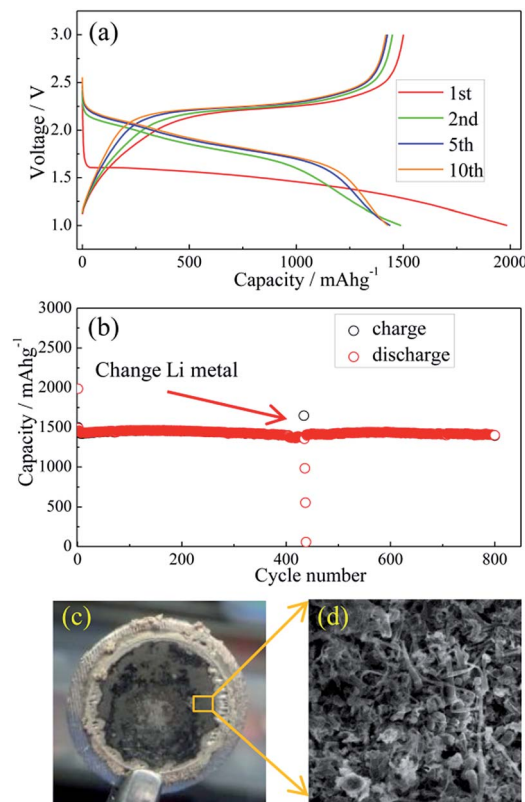 (a)
3.0
2.5
2.0
1.5
1.0
Voltage / V
1st
2nd
5th
10th
0 500 1000 1500 2000
Capacity / mAhg⁻¹
(b)
3000
2500
2000
1500
1000
500
0
Capacity / mAhg⁻¹
charge
discharge
Change Li metal
0 200 400 600 800
Cycle number
(c)
(d)